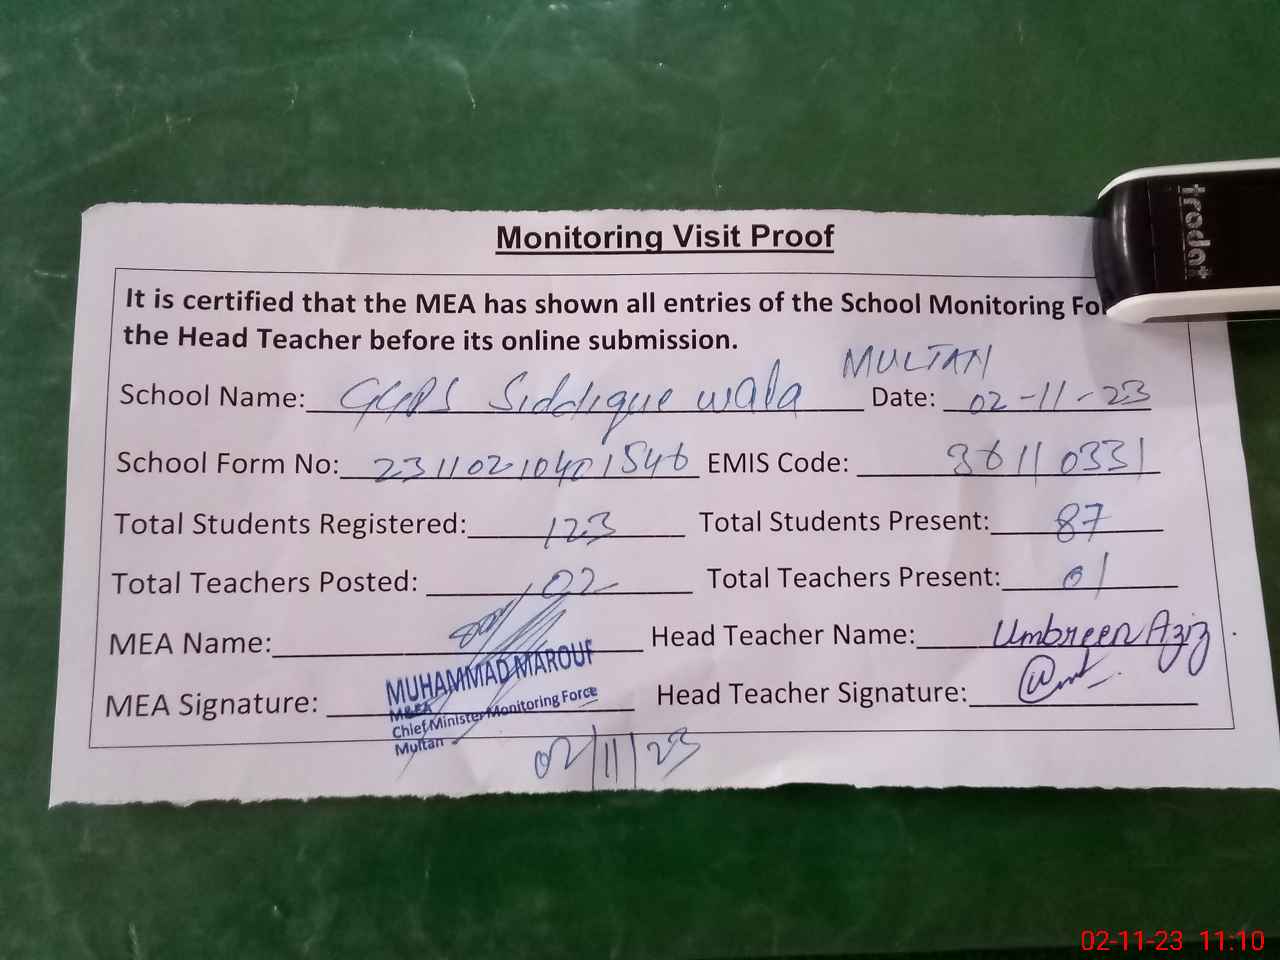 trodat
Monitoring Visit Proof
It is certified that the MEA has shown all entries of the School Monitoring Fo
the Head Teacher before its online submission.
MULTAN
School Name: GGPS Siddique wala Date: 02-11-23
School Form No: 23110210401546 EMIS Code: 36110331
Total Students Registered: 123 Total Students Present: 87
Total Teachers Posted: 02 Total Teachers Present: 01
MEA Name: Head Teacher Name: Umbreen Aziz
MEA Signature: Head Teacher Signature:
MUHAMMAD MAROUF
M&EA
Chief Minister Monitoring Force
Multan
02/11/23
02-11-23 11:10